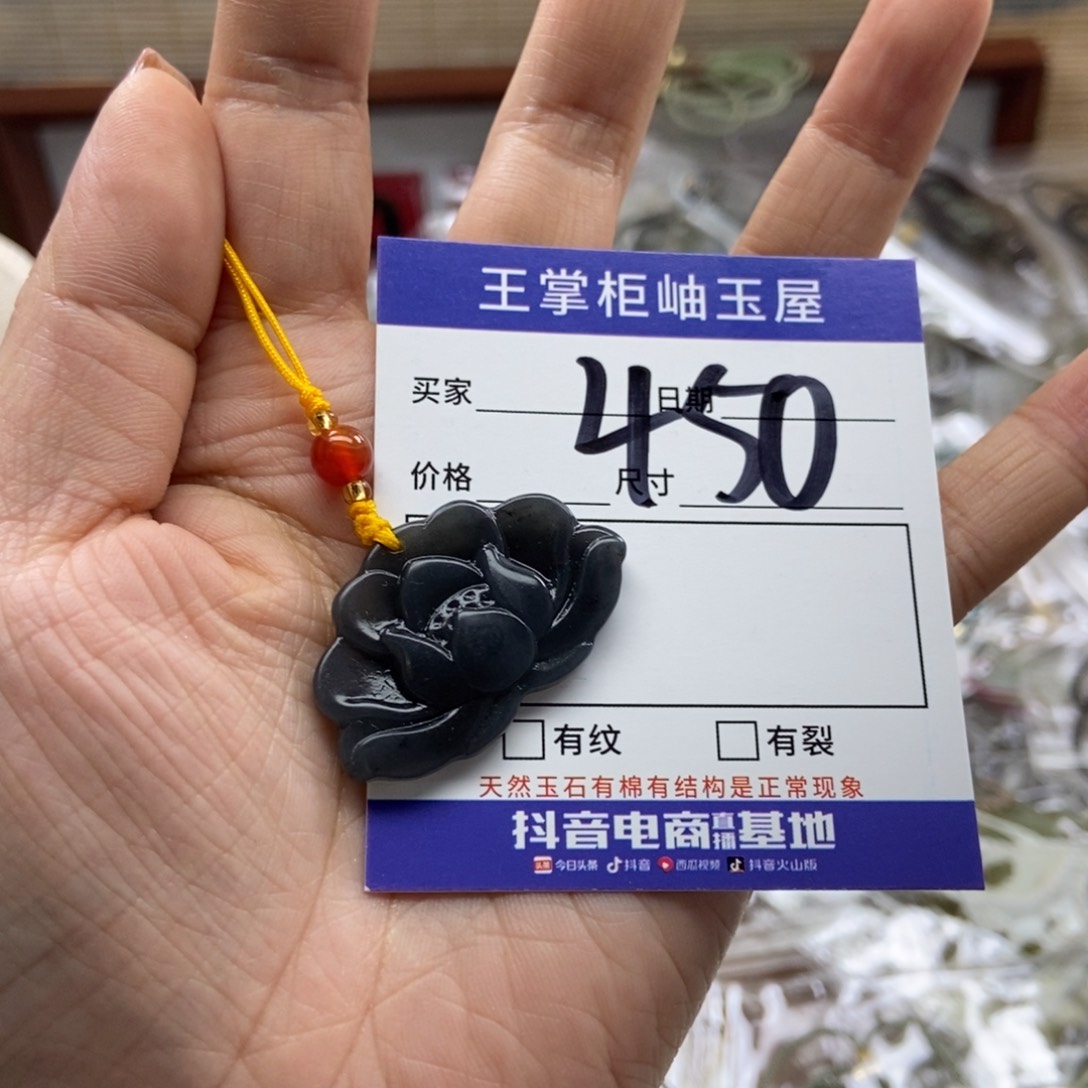 王掌柜岫玉屋
买家 日期
450
价格 尺寸
有纹 有裂
天然玉石有棉有结构是正常现象
抖音电商直播基地
头条 今日头条 抖音 西瓜视频 抖音火山版